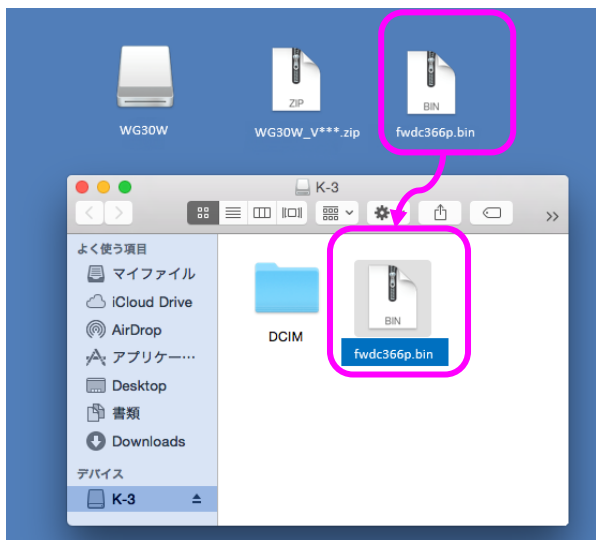 ZIP
BIN
WG30W
WG30W_V***.zip
fwdc366p.bin
K-3
よく使う項目
マイファイル
iCloud Drive
AirDrop
アプリケー…
Desktop
書類
Downloads
デバイス
K-3
DCIM
BIN
fwdc366p.bin